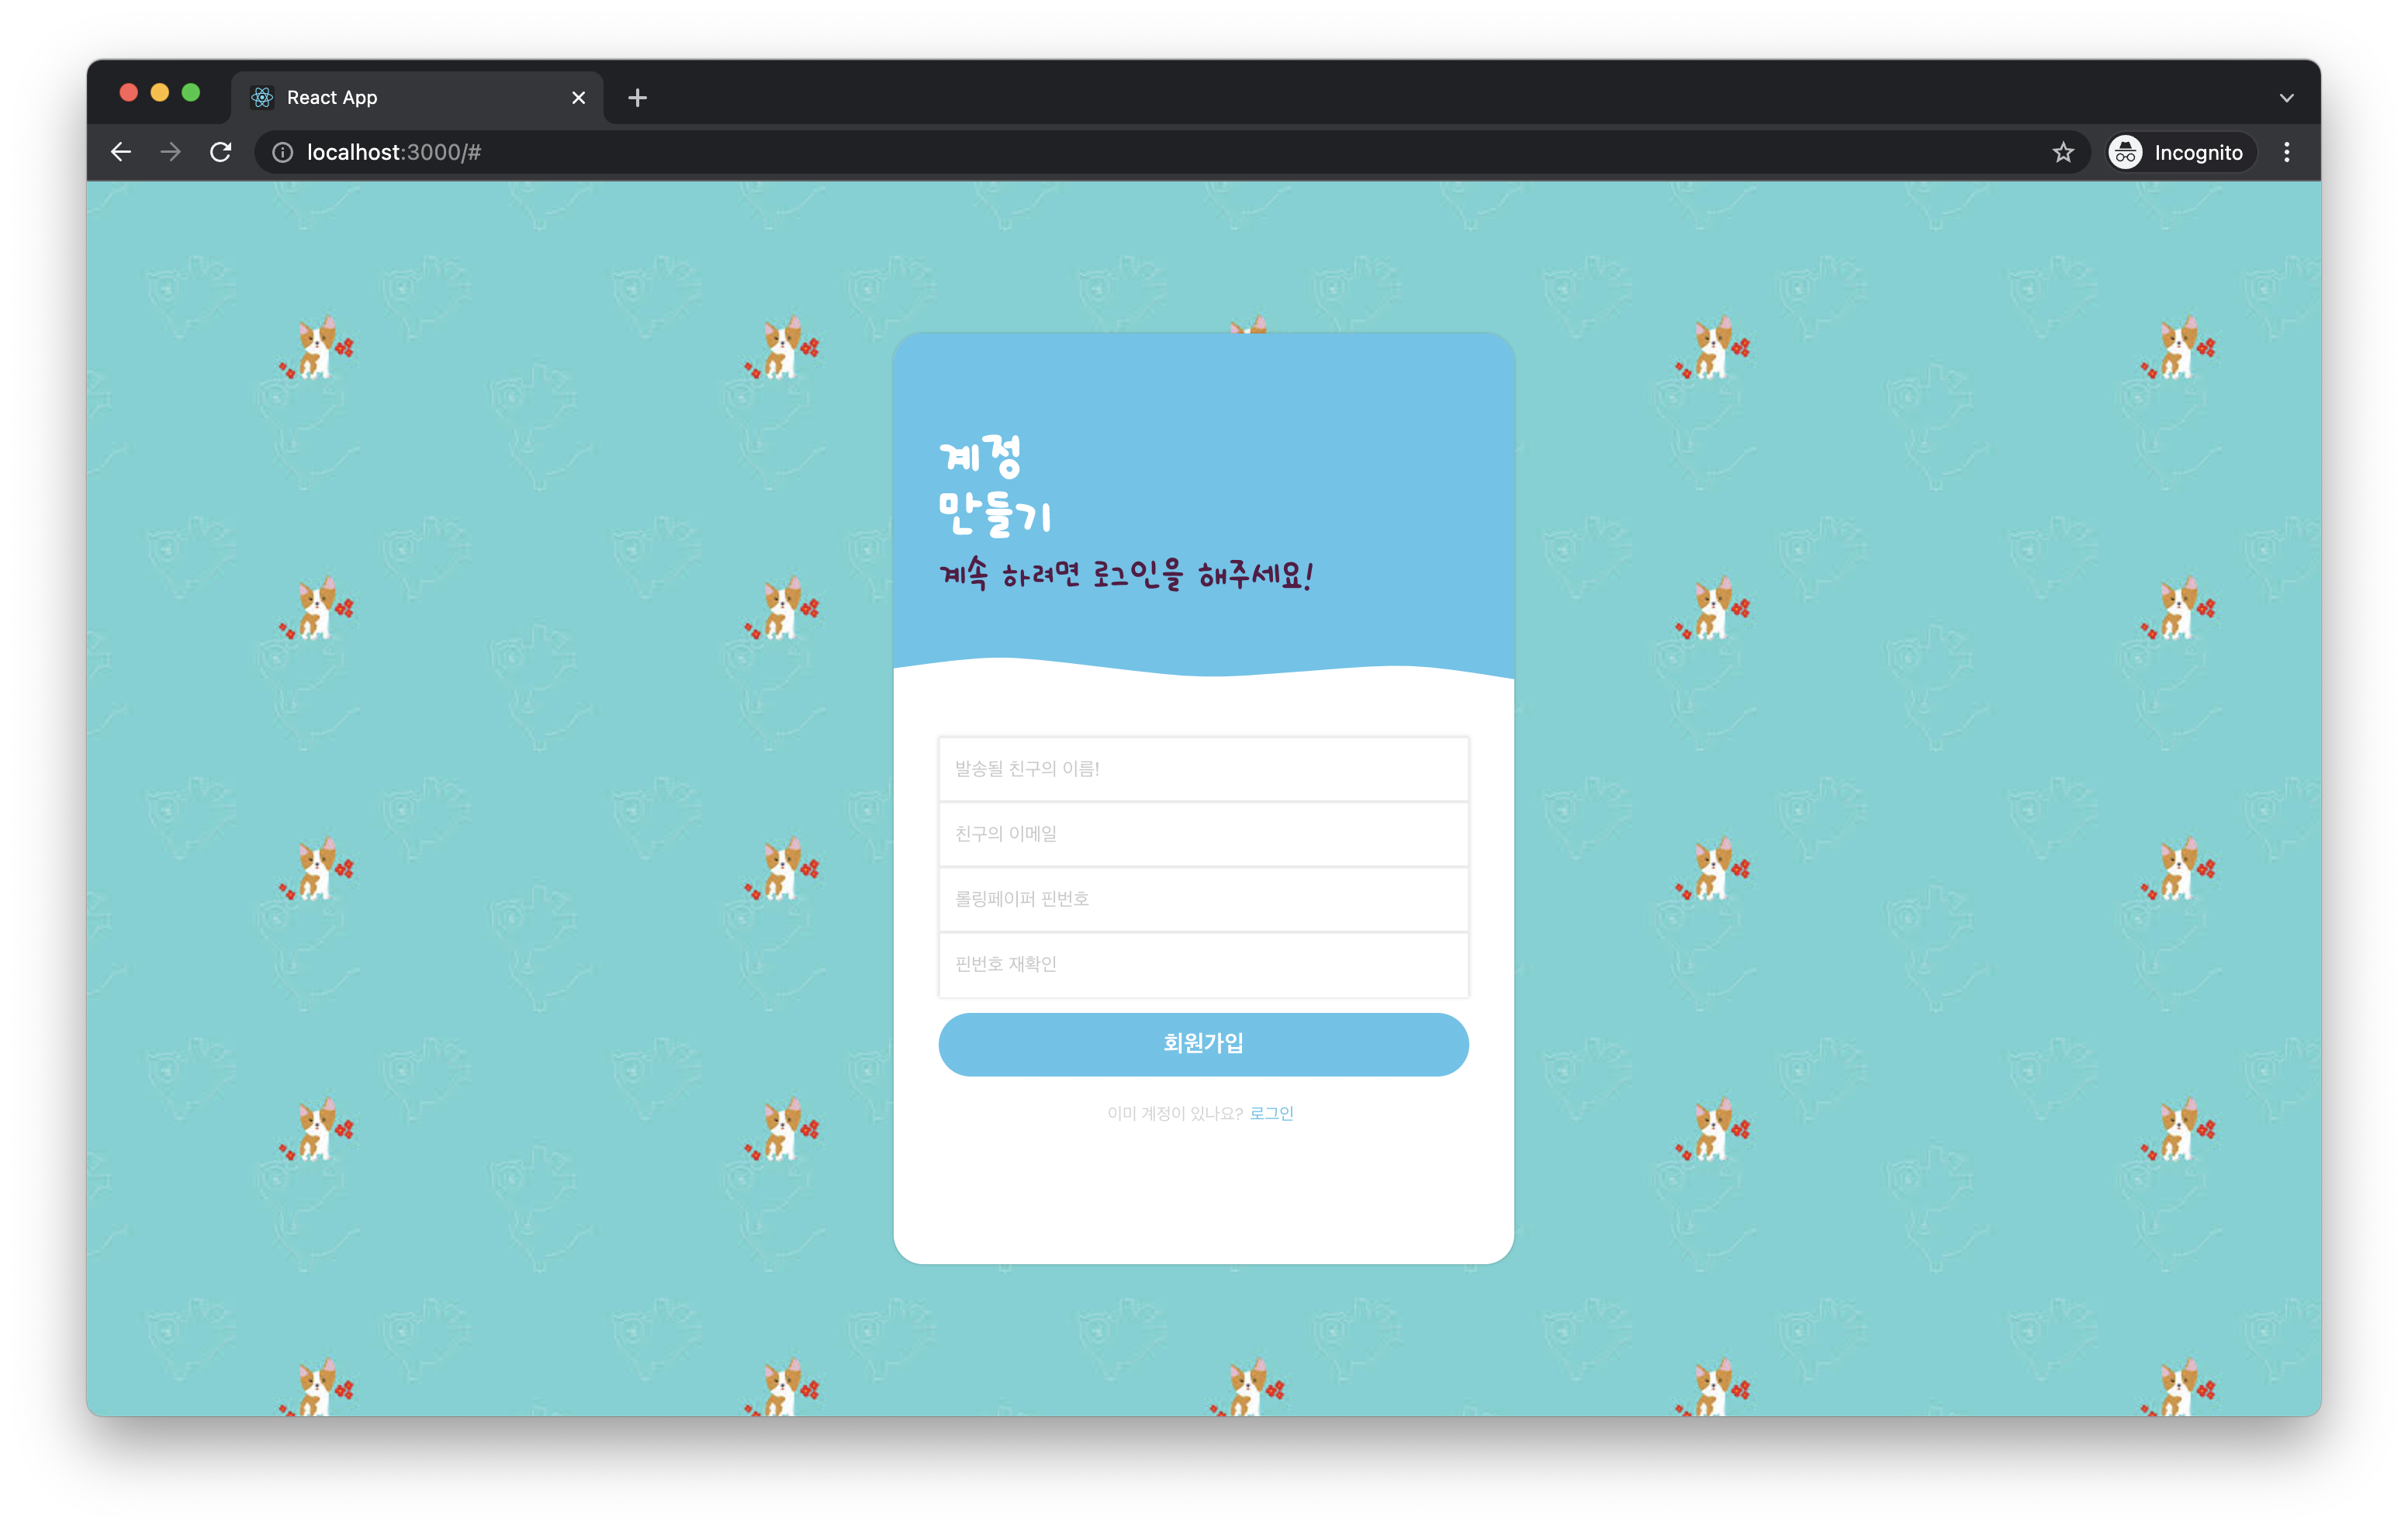 React App
localhost:3000/#
Incognito
계정
만들기
계속 하려면 로그인을 해주세요!
발송될 친구의 이름!
친구의 이메일
롤링페이퍼 핀번호
핀번호 재확인
회원가입
이미 계정이 있나요? 로그인